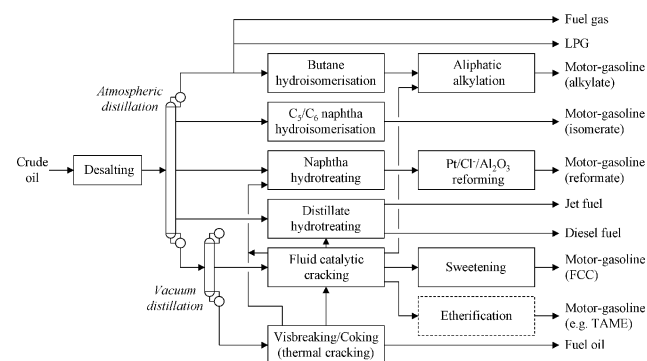 Fuel gas
LPG
Butane
hydroisomerisation
Aliphatic
alkylation
Motor-gasoline
(alkylate)
Atmospheric
distillation
C₅/C₆ naphtha
hydroisomerisation
Motor-gasoline
(isomerate)
Crude
oil
Desalting
Naphtha
hydrotreating
Pt/Cl⁻/Al₂O₃
reforming
Motor-gasoline
(reformate)
Distillate
hydrotreating
Jet fuel
Diesel fuel
Fluid catalytic
cracking
Sweetening
Motor-gasoline
(FCC)
Vacuum
distillation
Etherification
Motor-gasoline
(e.g. TAME)
Visbreaking/Coking
(thermal cracking)
Fuel oil